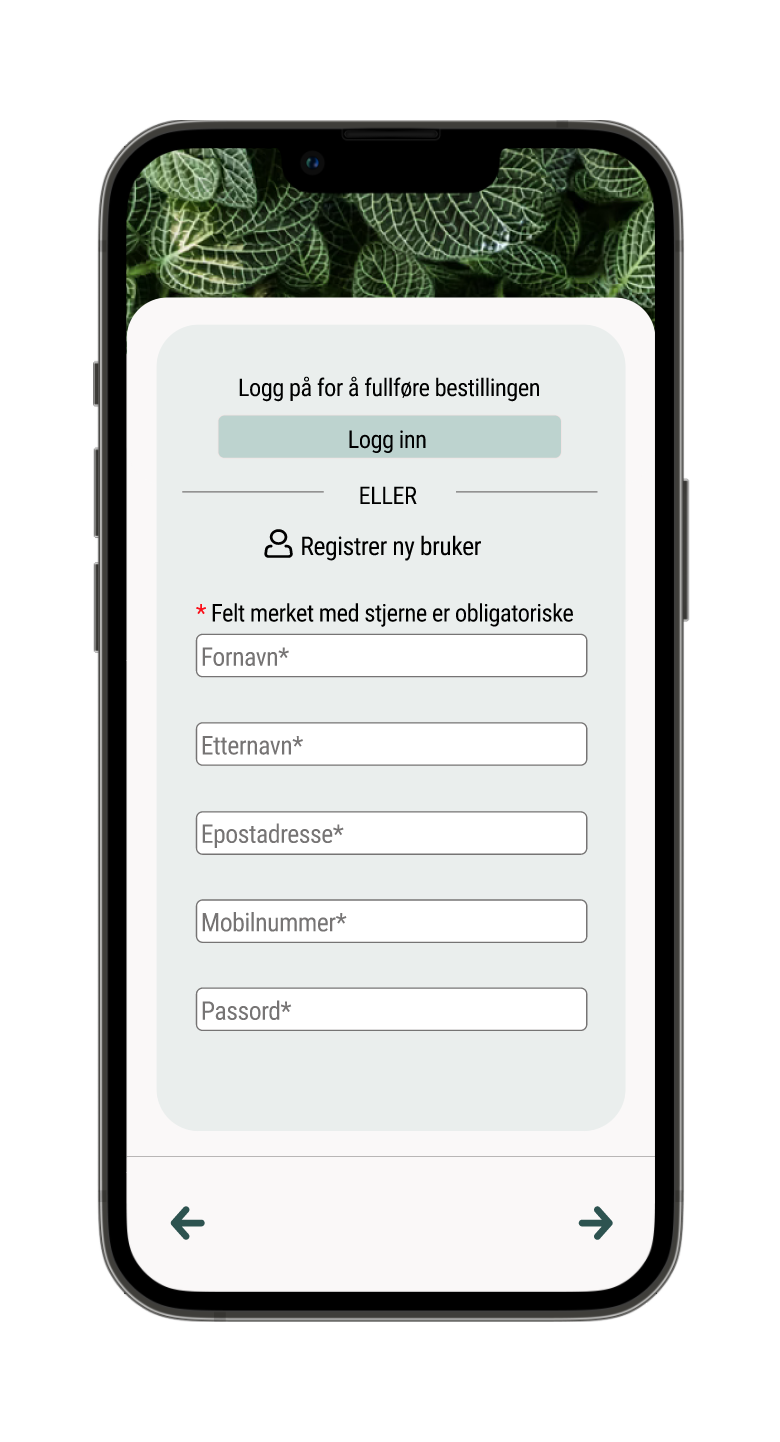 Logg på for å fullføre bestillingen
Logg inn
ELLER
Registrer ny bruker
* Felt merket med stjerne er obligatoriske
Fornavn*
Etternavn*
Epostadresse*
Mobilnummer*
Passord*